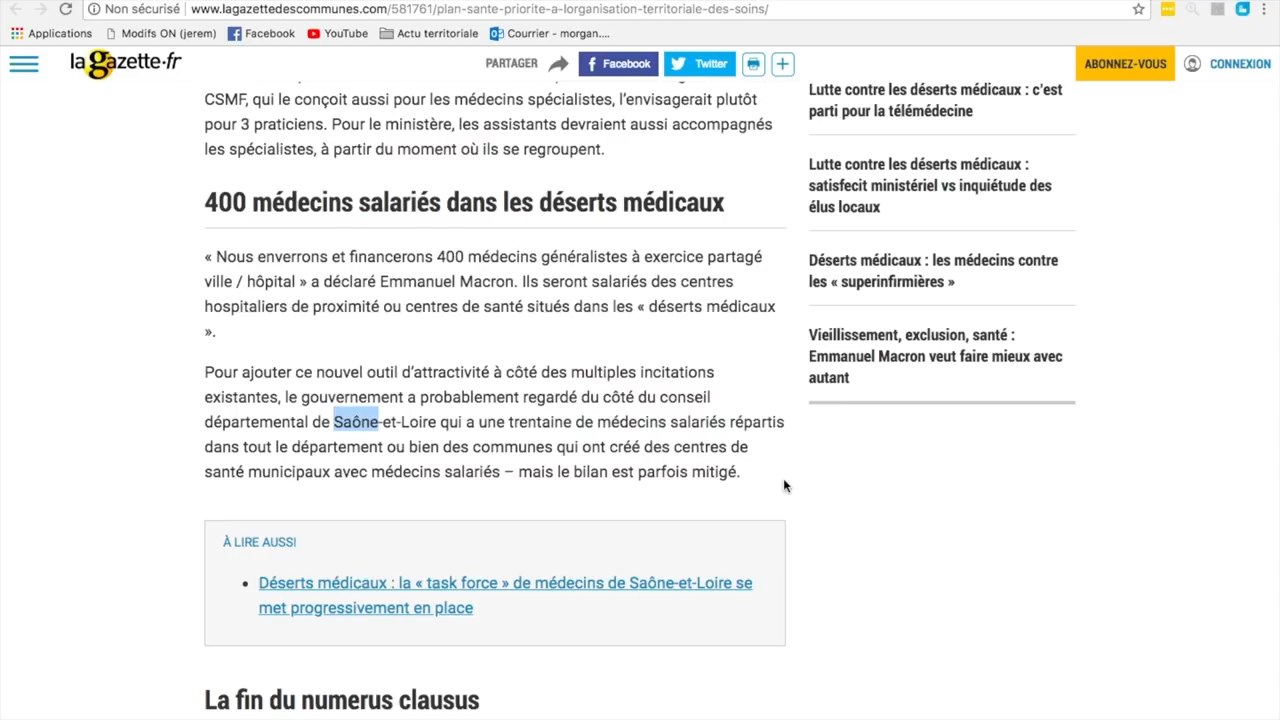 Non sécurisé | www.lagazettedescommunes.com/581761/plan-sante-priorite-a-lorganisation-territoriale-des-soins/
Applications Modifs ON (jerem) Facebook YouTube Actu territoriale Courrier - morgan....
la gazette.fr PARTAGER Facebook Twitter ABONNEZ-VOUS CONNEXION
CSMF, qui le conçoit aussi pour les médecins spécialistes, l'envisagerait plutôt
pour 3 praticiens. Pour le ministère, les assistants devraient aussi accompagnés
les spécialistes, à partir du moment où ils se regroupent.
400 médecins salariés dans les déserts médicaux
« Nous enverrons et financerons 400 médecins généralistes à exercice partagé
ville / hôpital » a déclaré Emmanuel Macron. Ils seront salariés des centres
hospitaliers de proximité ou centres de santé situés dans les « déserts médicaux
».
Pour ajouter ce nouvel outil d'attractivité à côté des multiples incitations
existantes, le gouvernement a probablement regardé du côté du conseil
départemental de Saône-et-Loire qui a une trentaine de médecins salariés répartis
dans tout le département ou bien des communes qui ont créé des centres de
santé municipaux avec médecins salariés – mais le bilan est parfois mitigé.
À LIRE AUSSI
• Déserts médicaux : la « task force » de médecins de Saône-et-Loire se
met progressivement en place
La fin du numerus clausus
Lutte contre les déserts médicaux : c'est
parti pour la télémédecine
Lutte contre les déserts médicaux :
satisfecit ministériel vs inquiétude des
élus locaux
Déserts médicaux : les médecins contre
les « superinfirmières »
Vieillissement, exclusion, santé :
Emmanuel Macron veut faire mieux avec
autant